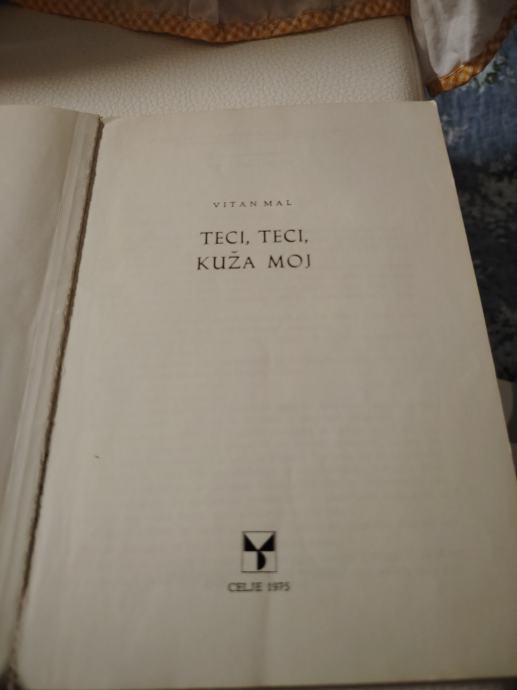 VITAN MAL
TECI, TECI,
KUŽA MOJ
CELJE 1975